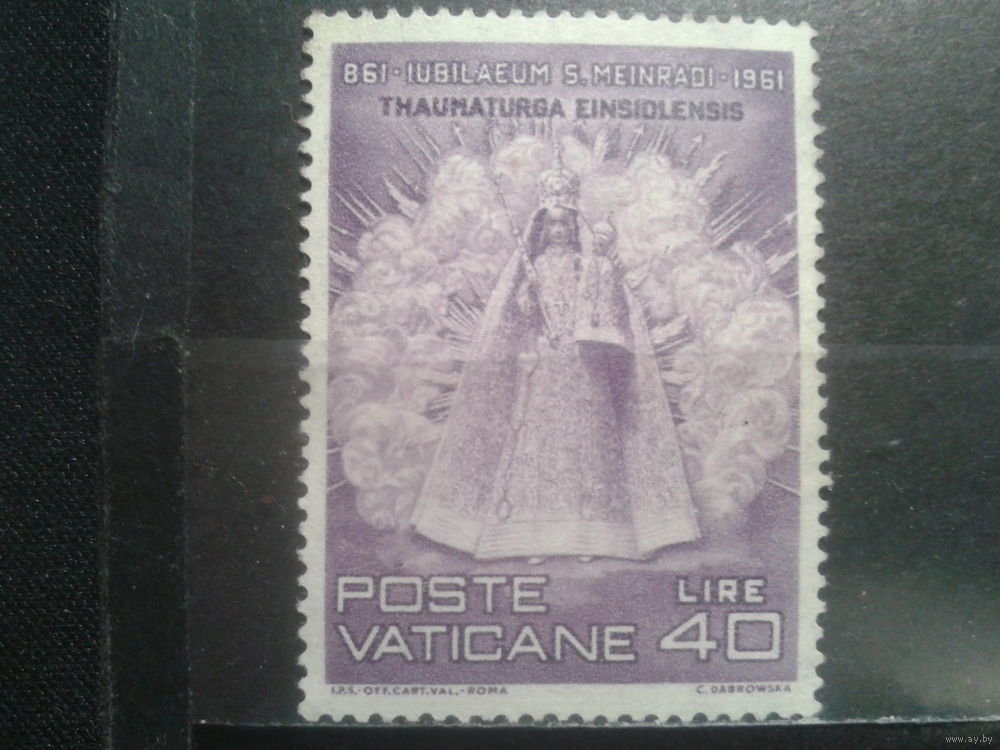 861 - IUBILAEUM S. MEINRADI - 1961
THAUMATURGA EINSIDLENSIS
POSTE LIRE
VATICANE 40
I.P.S. - OFF. CART. VAL. - ROMA C. DABROWSKA
www.ay.by